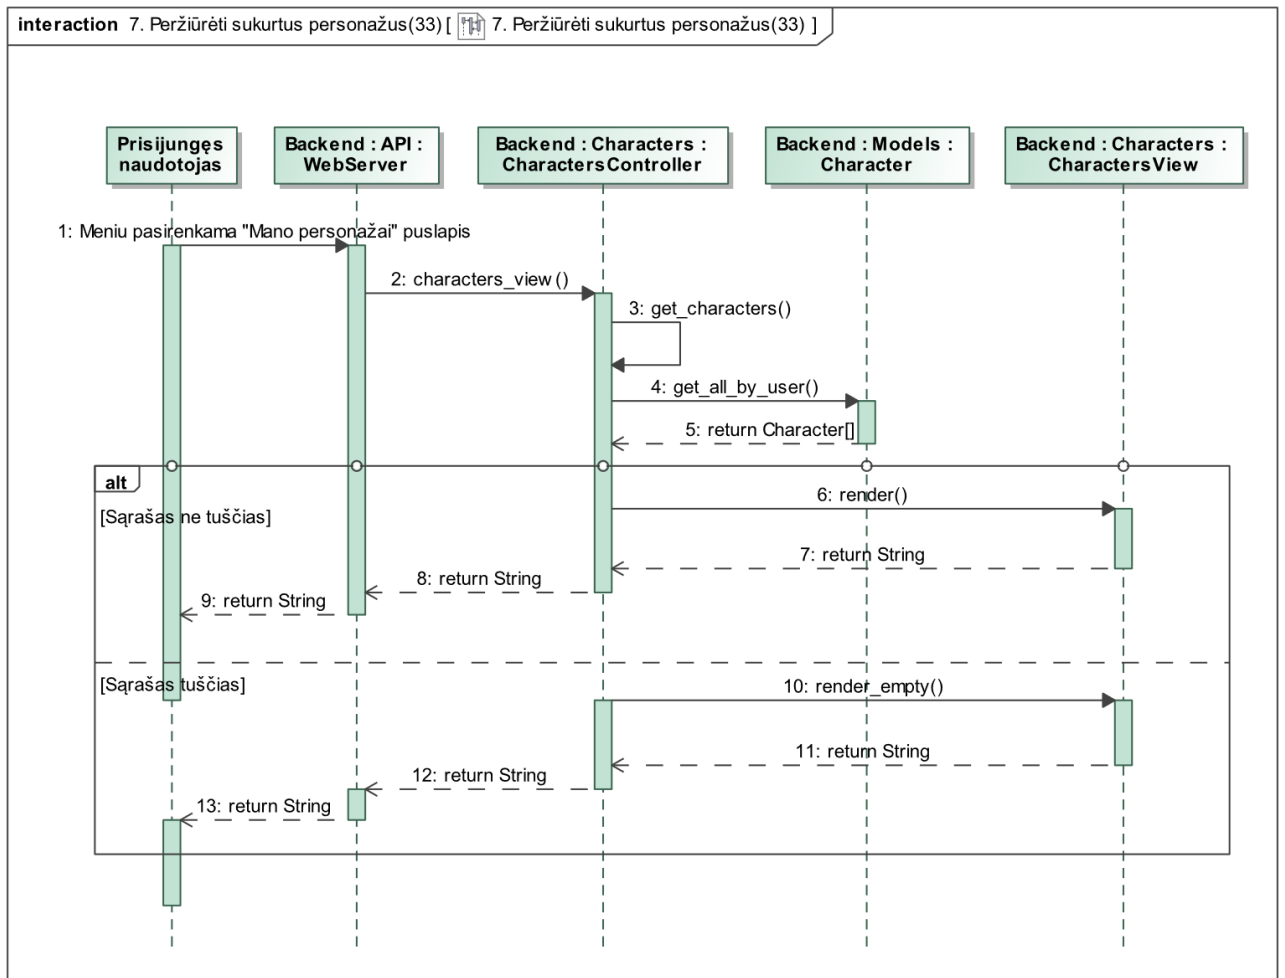 interaction 7. Peržiūrėti sukurtus personažus(33) [ 7. Peržiūrėti sukurtus personažus(33) ]
Prisijungęs
naudotojas
Backend : API :
WebServer
Backend : Characters :
CharactersController
Backend : Models :
Character
Backend : Characters :
CharactersView
1: Meniu pasirenkama "Mano personažai" puslapis
2: characters_view()
3: get_characters()
4: get_all_by_user()
5: return Character[]
alt
6: render()
[Sąrašas ne tuščias]
7: return String
8: return String
9: return String
[Sąrašas tuščias]
10: render_empty()
11: return String
12: return String
13: return String